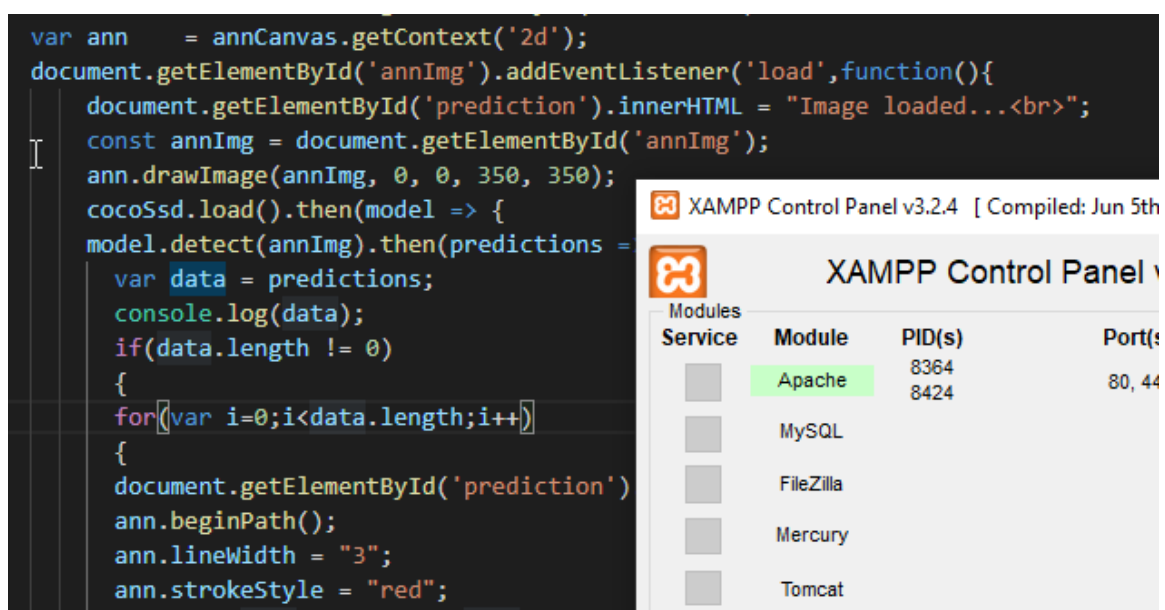 var ann    = annCanvas.getContext('2d');
document.getElementById('annImg').addEventListener('load',function(){
document.getElementById('prediction').innerHTML = "Image loaded...<br>";
const annImg = document.getElementById('annImg');
ann.drawImage(annImg, 0, 0, 350, 350);
cocoSsd.load().then(model => {
model.detect(annImg).then(predictions =
var data = predictions;
console.log(data);
if(data.length != 0)
{
for(var i=0;i<data.length;i++)
{
document.getElementById('prediction')
ann.beginPath();
ann.lineWidth = "3";
ann.strokeStyle = "red";
XAMPP Control Panel v3.2.4 [ Compiled: Jun 5th
XAMPP Control Panel v
Modules
Service Module PID(s) Port(s
Apache 8364 80, 44
8424
MySQL
FileZilla
Mercury
Tomcat